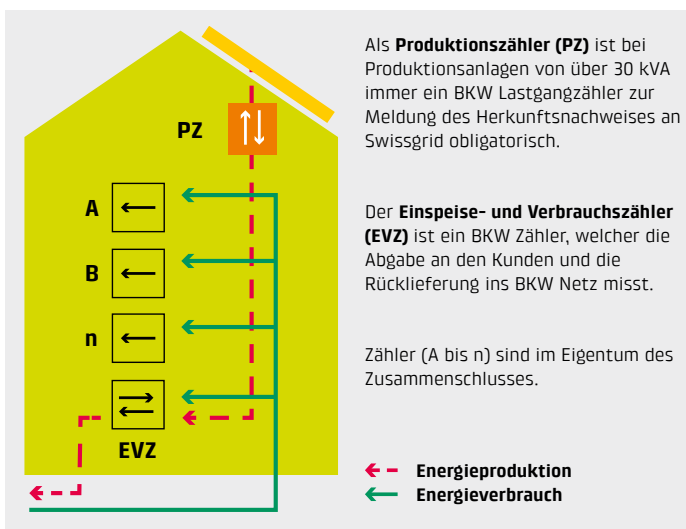 Als Produktionszähler (PZ) ist bei
Produktionsanlagen von über 30 kVA
immer ein BKW Lastgangzähler zur
Meldung des Herkunftsnachweises an
Swissgrid obligatorisch.
PZ
A
B
n
EVZ
Der Einspeise- und Verbrauchszähler
(EVZ) ist ein BKW Zähler, welcher die
Abgabe an den Kunden und die
Rücklieferung ins BKW Netz misst.
Zähler (A bis n) sind im Eigentum des
Zusammenschlusses.
Energieproduktion
Energieverbrauch